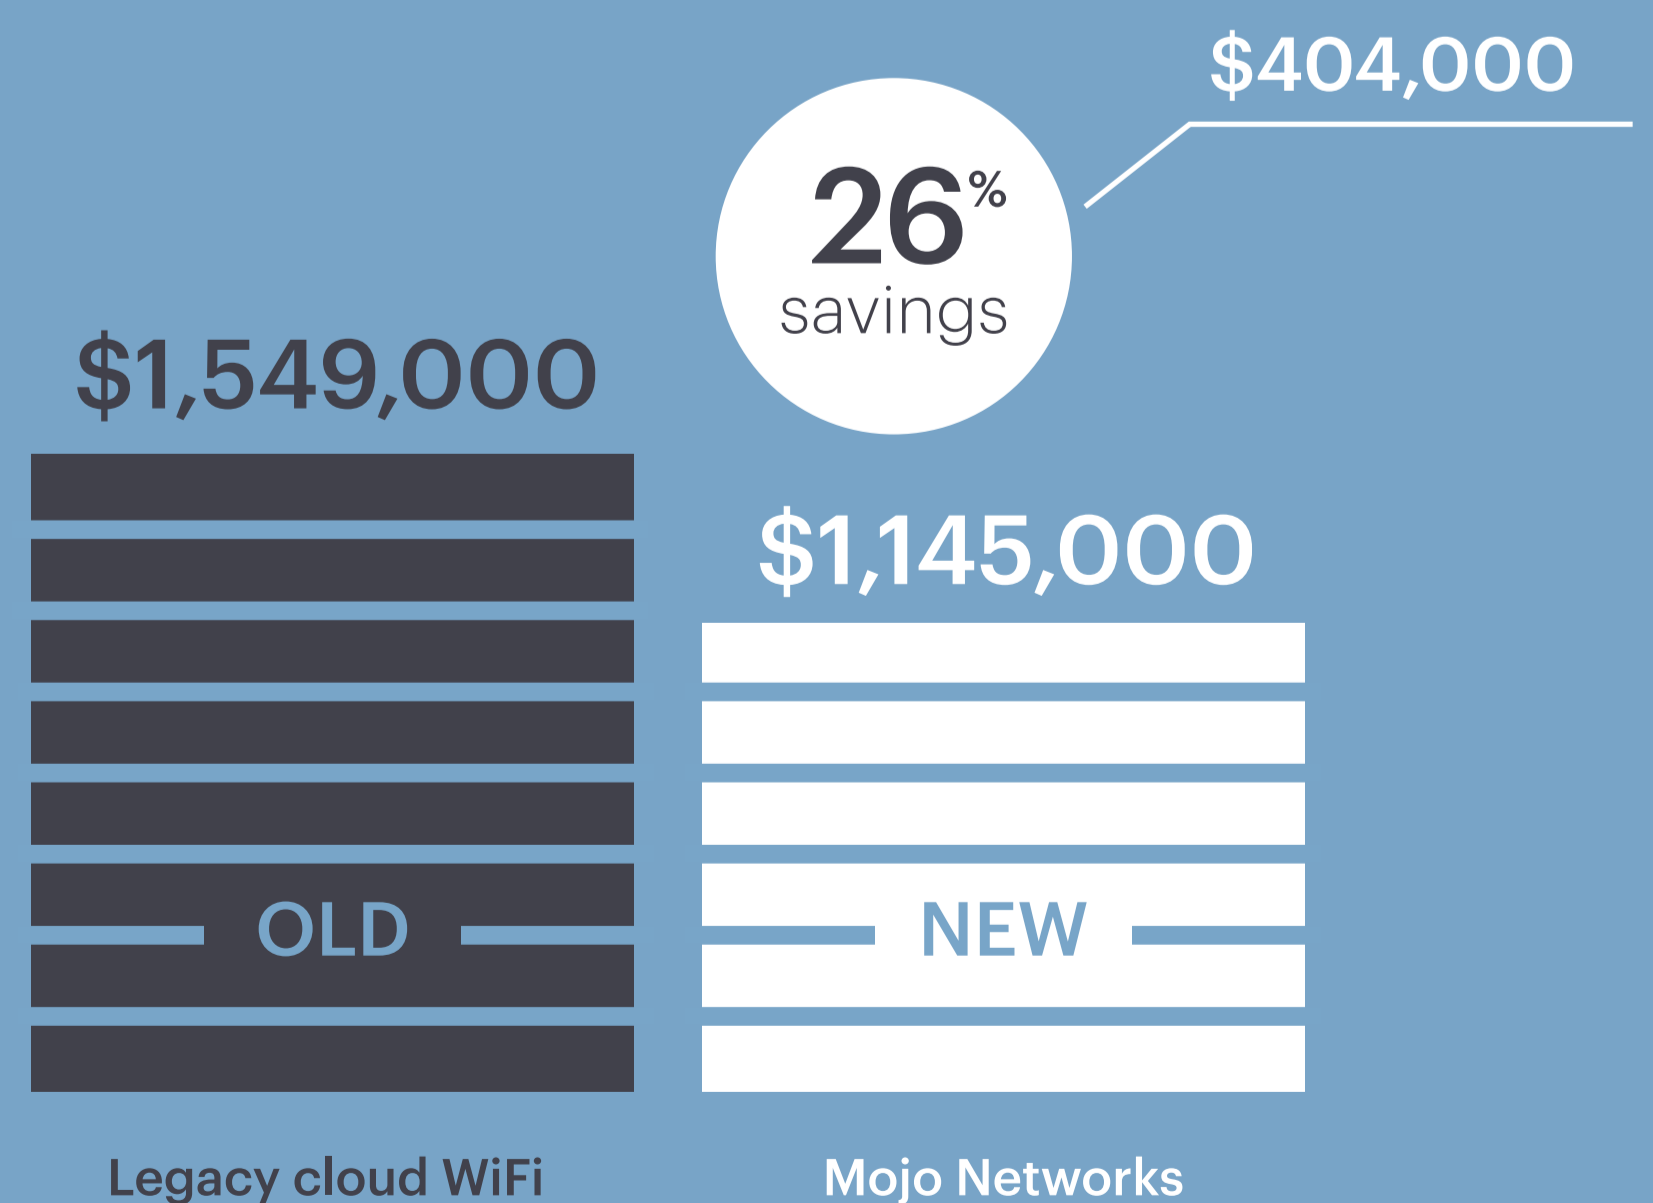 $404,000
26%
savings
$1,549,000
$1,145,000
OLD
NEW
Legacy cloud WiFi
Mojo Networks